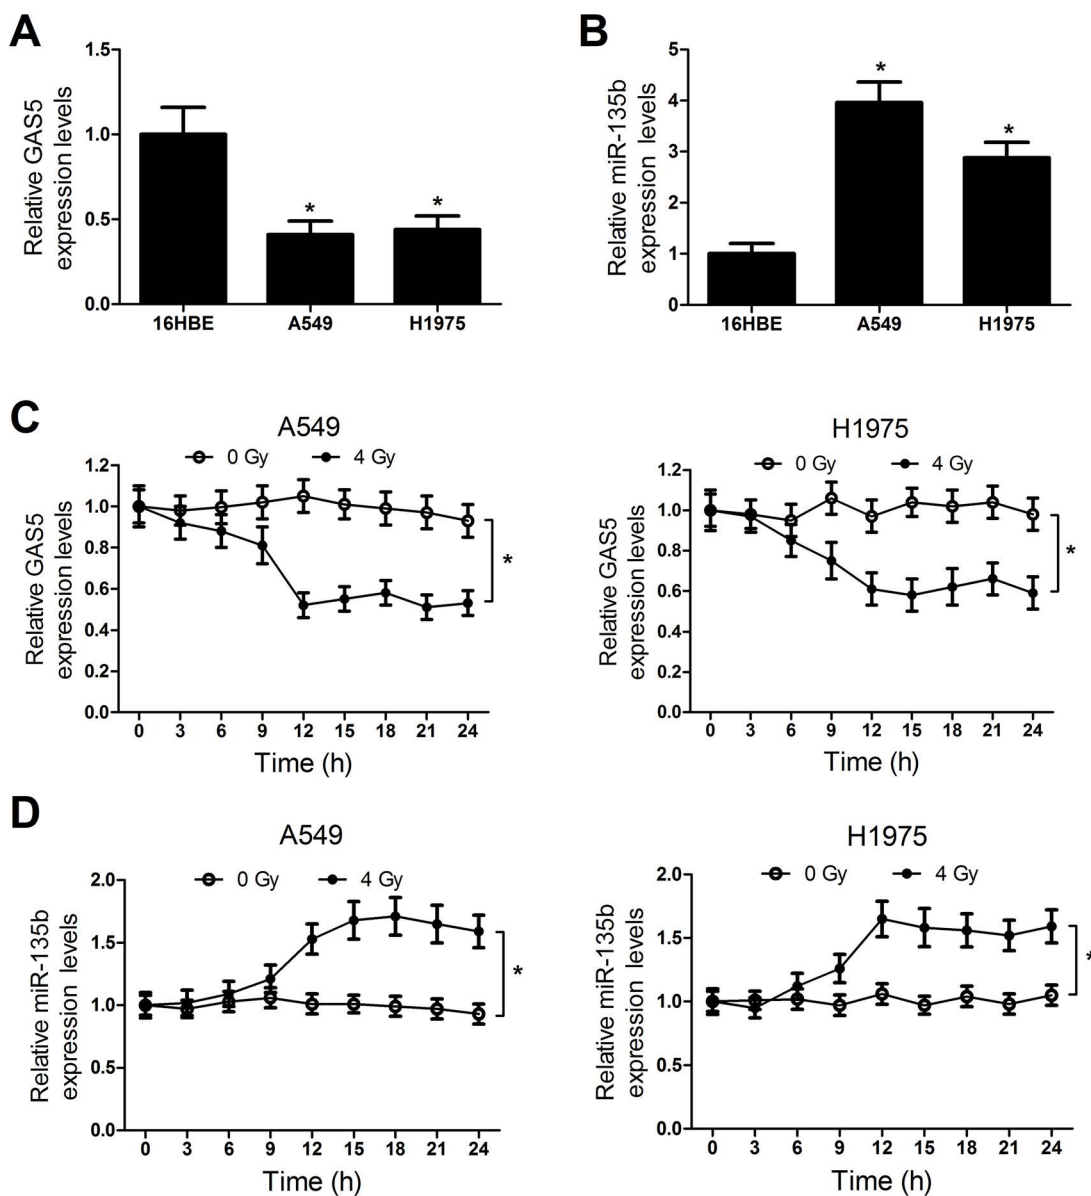 A
Relative GAS5
expression levels
1.5
1.0
0.5
0.0
*
*
16HBE
A549
H1975
B
Relative miR-135b
expression levels
5
4
3
2
1
0
*
*
16HBE
A549
H1975
C
A549
0 Gy
4 Gy
Relative GAS5
expression levels
1.2
1.0
0.8
0.6
0.4
0.2
0.0
*
0 3 6 9 12 15 18 21 24
Time (h)
H1975
0 Gy
4 Gy
Relative GAS5
expression levels
1.2
1.0
0.8
0.6
0.4
0.2
0.0
*
0 3 6 9 12 15 18 21 24
Time (h)
D
A549
0 Gy
4 Gy
Relative miR-135b
expression levels
2.0
1.5
1.0
0.5
0.0
*
0 3 6 9 12 15 18 21 24
Time (h)
H1975
0 Gy
4 Gy
Relative miR-135b
expression levels
2.0
1.5
1.0
0.5
0.0
*
0 3 6 9 12 15 18 21 24
Time (h)